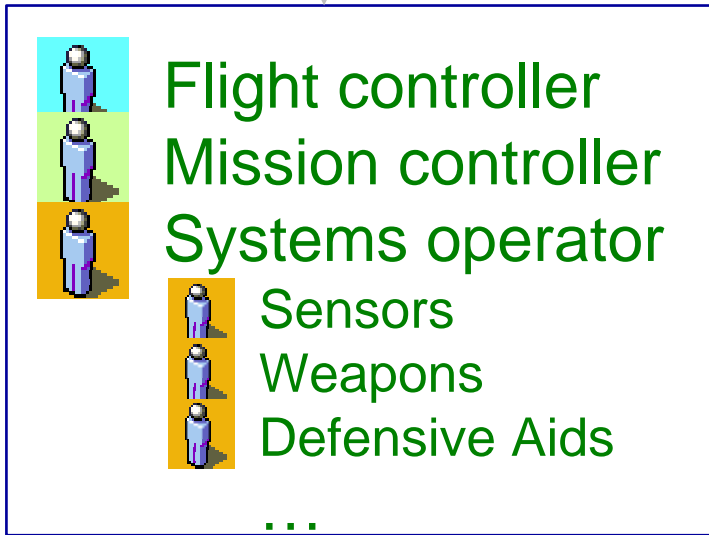 Flight controller
Mission controller
Systems operator
Sensors
Weapons
Defensive Aids
…